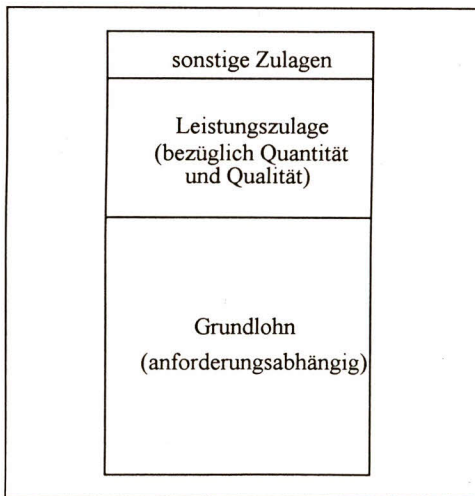 sonstige Zulagen
Leistungszulage
(bezüglich Quantität
und Qualität)
Grundlohn
(anforderungsabhängig)